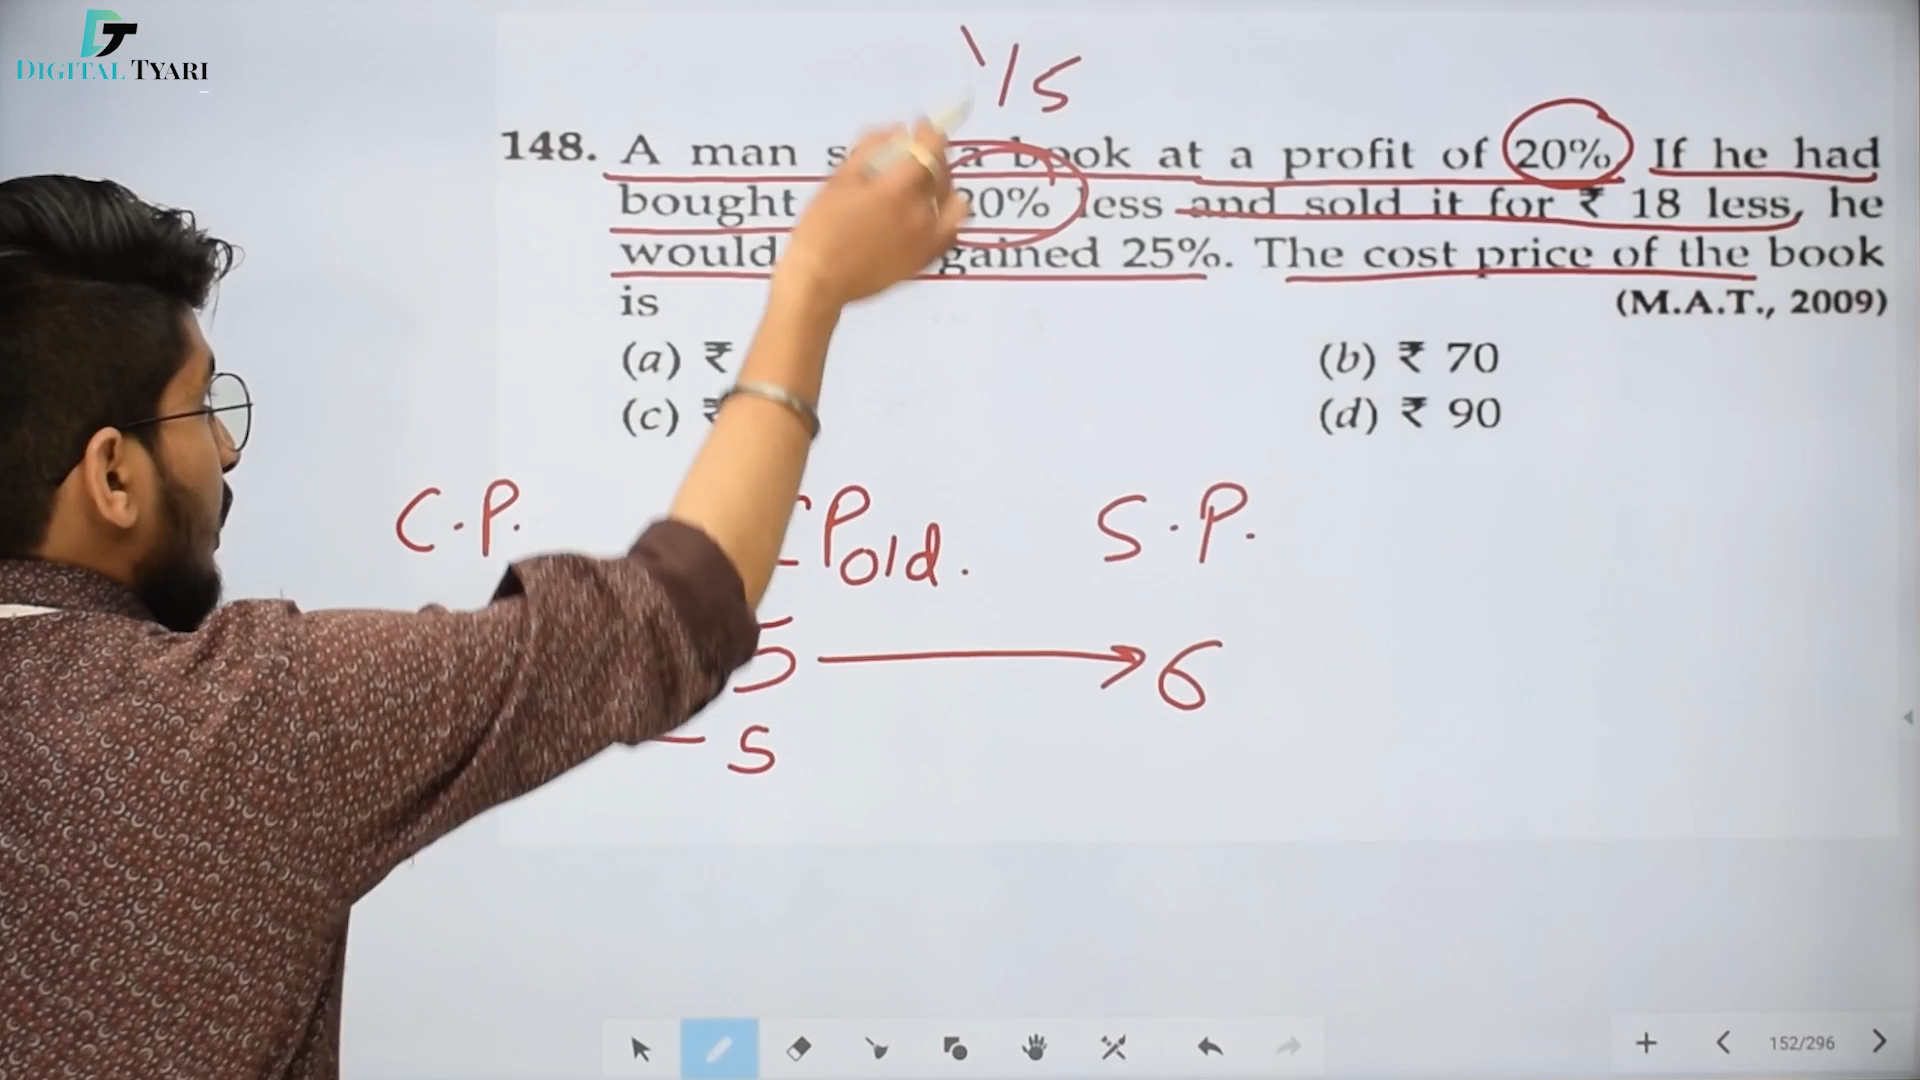 DIGITAL TYARI
1/5
148. A man a book at a profit of 20% If he had
bought 20% less and sold it for ₹ 18 less, he
would gained 25%. The cost price of the book
is (M.A.T., 2009)
(a) ₹ (b) ₹ 70
(c) (d) ₹ 90
C.P. CPold. S.P.
5 → 6
5
152/296